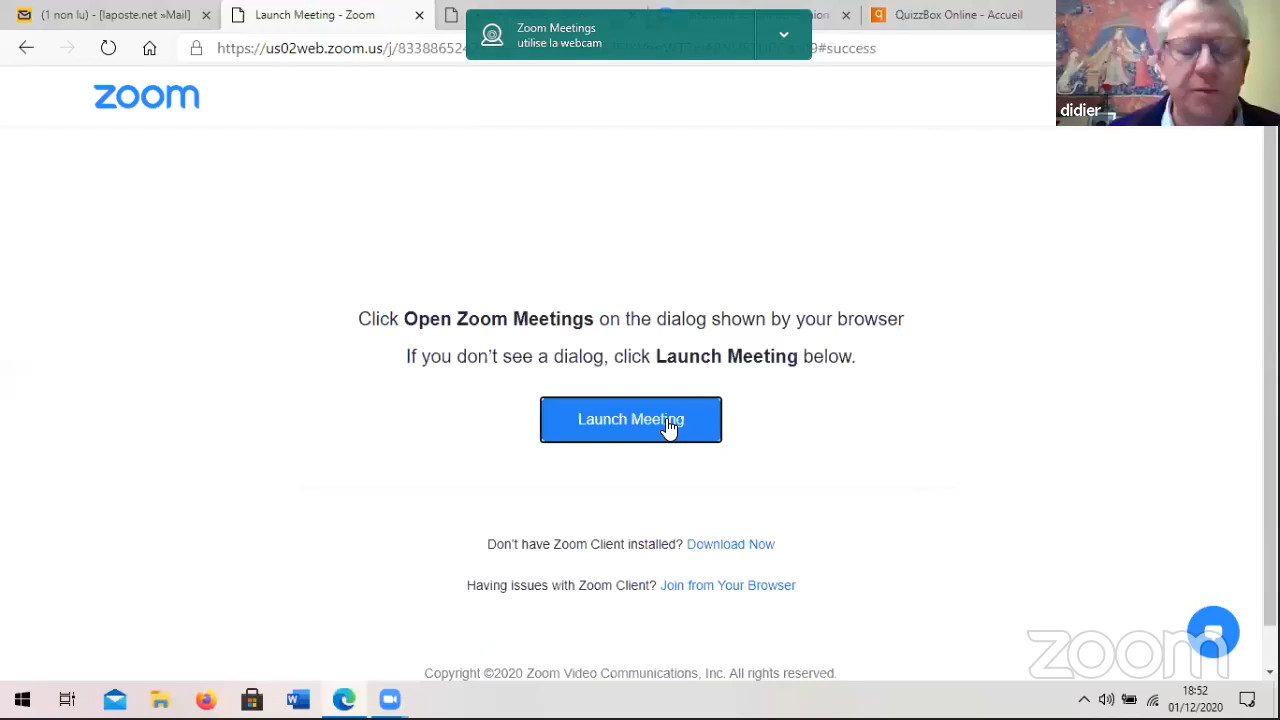 [1 non lu] laposte.net
Launch Meeting - Zoom
QuizzBox Online - Accueil
Zoom Meetings
utilise la webcam
https://us02web.zoom.us/j/83388652
#success
zoom
didier
Click Open Zoom Meetings on the dialog shown by your browser
If you don’t see a dialog, click Launch Meeting below.
Launch Meeting
Don’t have Zoom Client installed? Download Now
Having issues with Zoom Client? Join from Your Browser
zoom
Copyright ©2020 Zoom Video Communications, Inc. All rights reserved.
18:52
01/12/2020